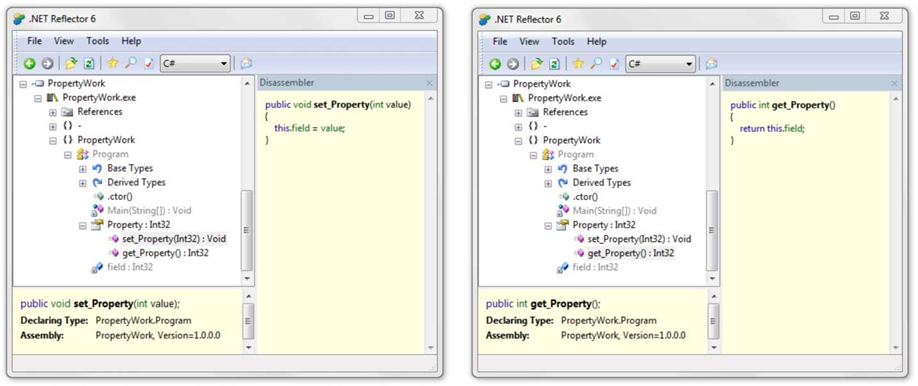 .NET Reflector 6
File View Tools Help
C#
PropertyWork
PropertyWork.exe
References
{ } -
{ } PropertyWork
Program
Base Types
Derived Types
.ctor()
Main(String[]) : Void
Property : Int32
set_Property(Int32) : Void
get_Property() : Int32
field : Int32
Disassembler
public void set_Property(int value)
{
this.field = value;
}
public void set_Property(int value);
Declaring Type: PropertyWork.Program
Assembly: PropertyWork, Version=1.0.0.0
.NET Reflector 6
File View Tools Help
C#
PropertyWork
PropertyWork.exe
References
{ } -
{ } PropertyWork
Program
Base Types
Derived Types
.ctor()
Main(String[]) : Void
Property : Int32
set_Property(Int32) : Void
get_Property() : Int32
field : Int32
Disassembler
public int get_Property()
{
return this.field;
}
public int get_Property();
Declaring Type: PropertyWork.Program
Assembly: PropertyWork, Version=1.0.0.0